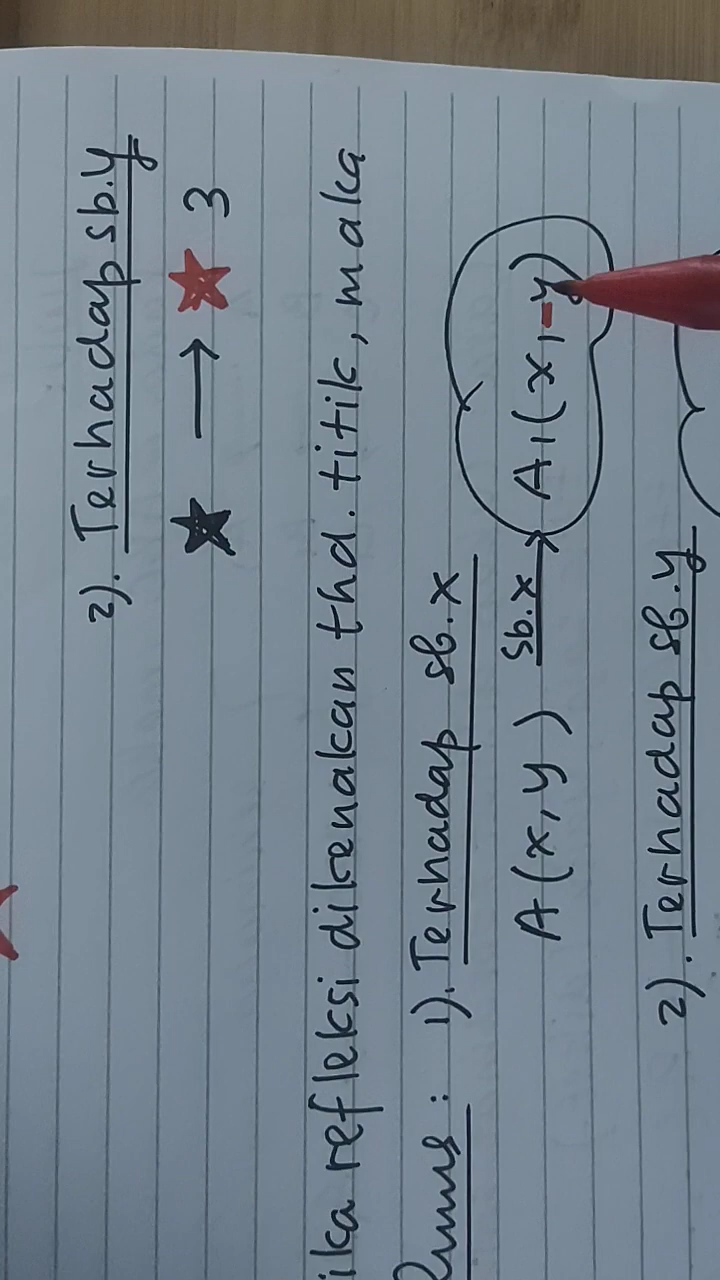 2). Terhadap sb.y
★ → ★ 3
ika refleksi dikenakan thd. titik, maka
Rumus : 1). Terhadap sb.x
A(x,y) sb.x→ A1(x,-y)
2). Terhadap sb.y